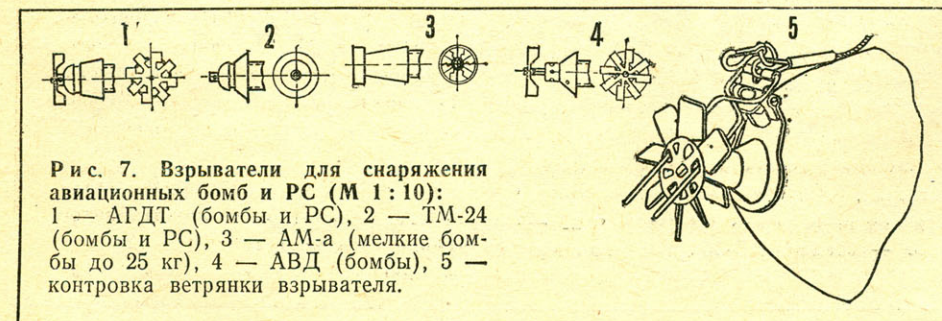 1 2 3 4 5
Рис. 7. Взрыватели для снаряжения
авиационных бомб и РС (М 1 : 10):
1 — АГДТ (бомбы и РС), 2 — ТМ-24
(бомбы и РС), 3 — АМ-а (мелкие бом-
бы до 25 кг), 4 — АВД (бомбы), 5 —
контровка ветрянки взрывателя.